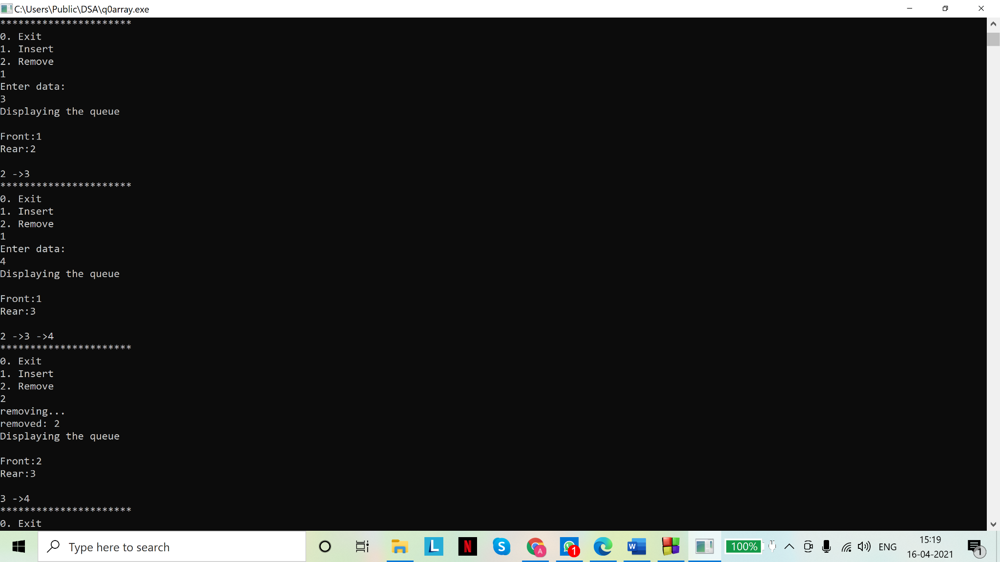 C:\Users\Public\DSA\q0array.exe
**********************
0. Exit
1. Insert
2. Remove
1
Enter data:
3
Displaying the queue
Front:1
Rear:2
2 ->3
**********************
0. Exit
1. Insert
2. Remove
1
Enter data:
4
Displaying the queue
Front:1
Rear:3
2 ->3 ->4
**********************
0. Exit
1. Insert
2. Remove
2
removing...
removed: 2
Displaying the queue
Front:2
Rear:3
3 ->4
**********************
0. Exit
Type here to search
L
N
S
A
1
W
100%
ENG
15:19
16-04-2021
1